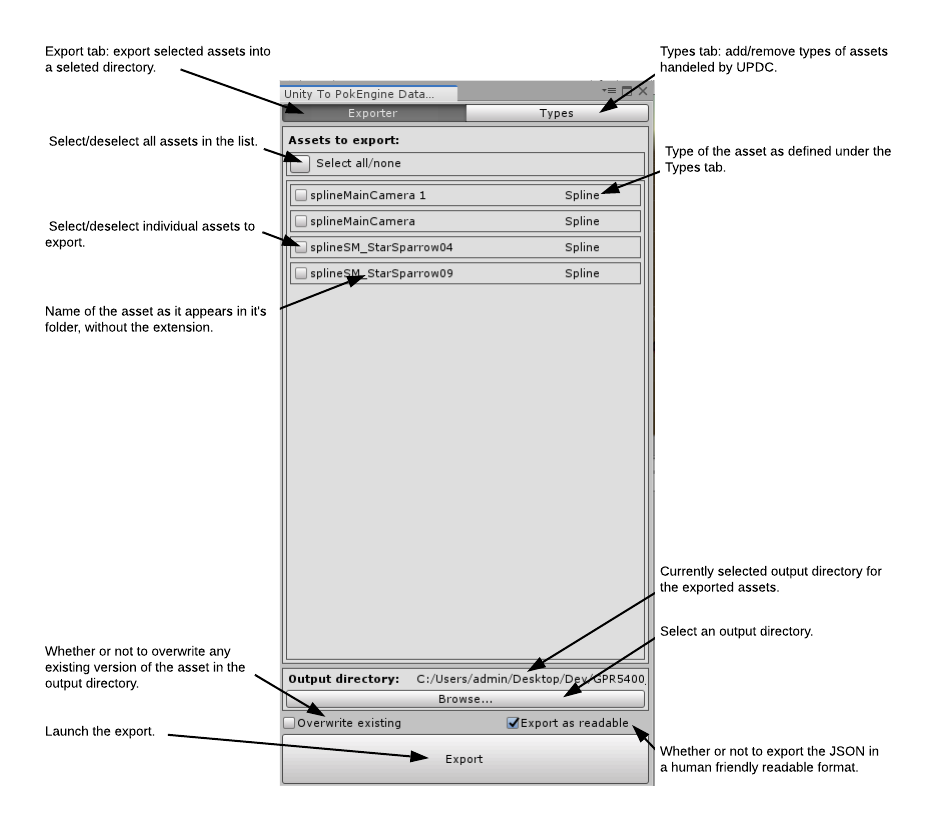 Export tab: export selected assets into
a seleted directory.
Types tab: add/remove types of assets
handeled by UPDC.
Unity To PokEngine Data...
Exporter
Types
Select/deselect all assets in the list.
Assets to export:
Select all/none
Type of the asset as defined under the
Types tab.
splineMainCamera 1 Spline
splineMainCamera Spline
Select/deselect individual assets to
export.
splineSM_StarSparrow04 Spline
splineSM_StarSparrow09 Spline
Name of the asset as it appears in it's
folder, without the extension.
Currently selected output directory for
the exported assets.
Select an output directory.
Whether or not to overwrite any
existing version of the asset in the
output directory.
Output directory: C:/Users/admin/Desktop/Dev/GPR5400_
Browse...
Overwrite existing
Export as readable
Launch the export.
Export
Whether or not to export the JSON in
a human friendly readable format.